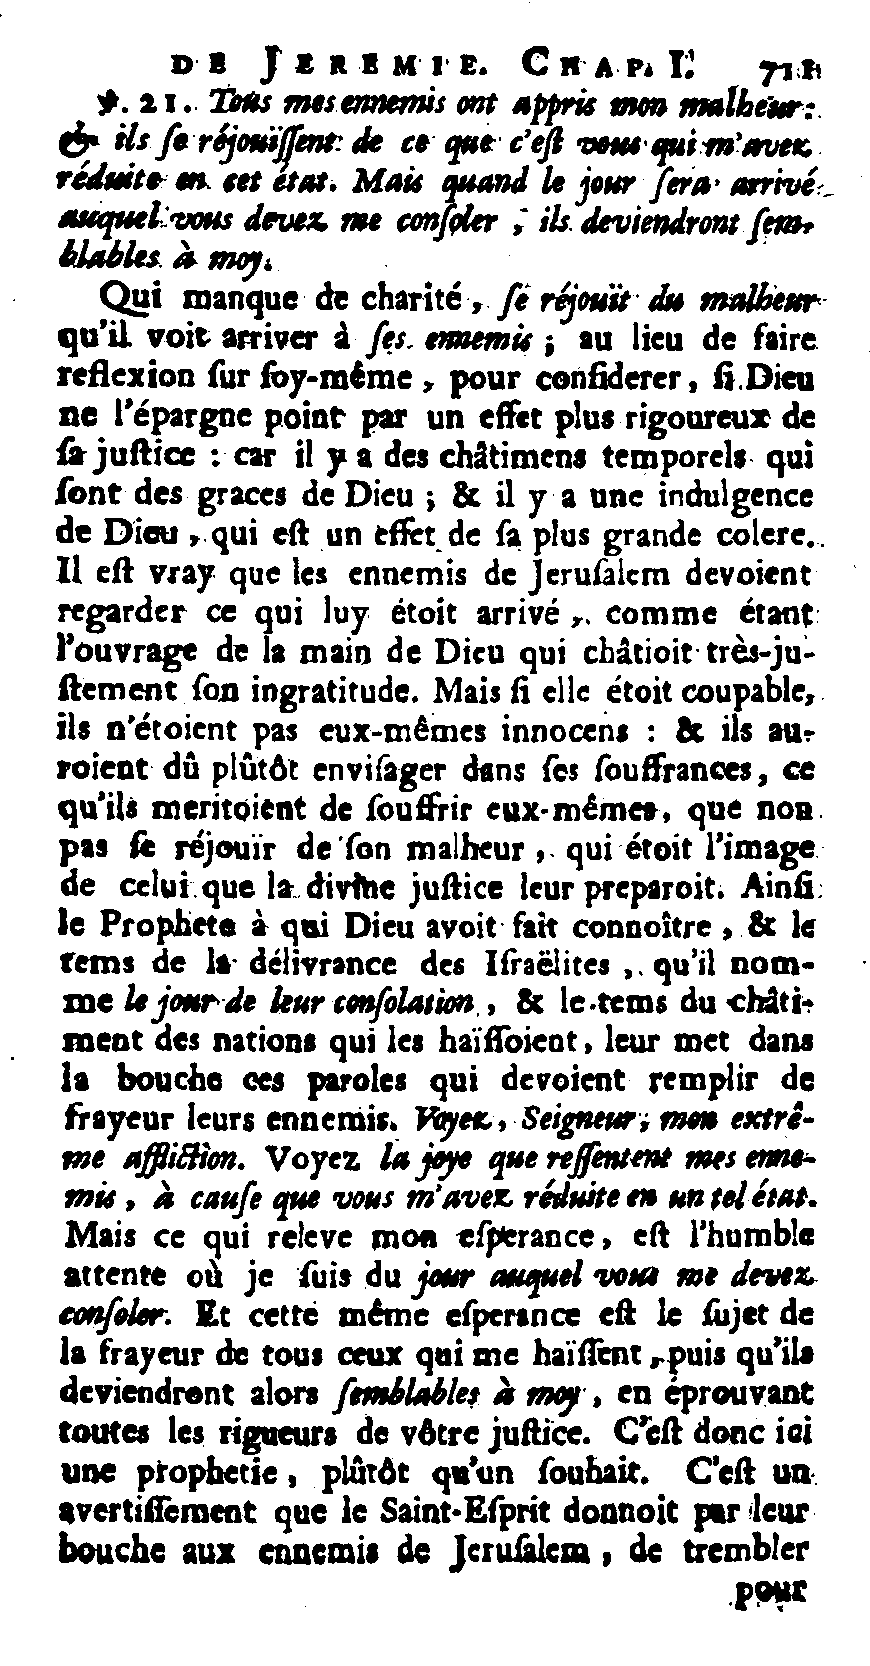 DE JEREMIE. CHAP. I. 711
℣. 21. Tous mes ennemis ont appris mon malheur:
& ils ſe réjouïſſent de ce que c'eſt vous qui m'avez
réduite en cet état. Mais quand le jour ſera arrivé
auquel vous devez me conſoler, ils deviendront ſem-
blables à moy.
Qui manque de charité, ſe réjouït du malheur
qu'il voit arriver à ſes ennemis; au lieu de faire
reflexion ſur ſoy-même, pour conſiderer, ſi Dieu
ne l'épargne point par un effet plus rigoureux de
ſa juſtice: car il y a des châtimens temporels qui
ſont des graces de Dieu; & il y a une indulgence
de Dieu, qui eſt un effet de ſa plus grande colere.
Il eſt vray que les ennemis de Jeruſalem devoient
regarder ce qui luy étoit arrivé, comme étant
l'ouvrage de la main de Dieu qui châtioit très-ju-
ſtement ſon ingratitude. Mais ſi elle étoit coupable,
ils n'étoient pas eux-mêmes innocens: & ils au-
roient dû plûtôt enviſager dans ſes ſouffrances, ce
qu'ils meritoient de ſouffrir eux-mêmes, que non
pas ſe réjouïr de ſon malheur, qui étoit l'image
de celui que la divine juſtice leur preparoit. Ainſi
le Prophete à qui Dieu avoit fait connoître, & le
tems de la délivrance des Iſraëlites, qu'il nom-
me le jour de leur conſolation, & le tems du châti-
ment des nations qui les haïſſoient, leur met dans
la bouche ces paroles qui devoient remplir de
frayeur leurs ennemis. Voyez, Seigneur, mon extrê-
me affliction. Voyez la joye que reſſentent mes enne-
mis, à cauſe que vous m'avez réduite en un tel état.
Mais ce qui releve mon eſperance, eſt l'humble
attente où je ſuis du jour auquel vous me devez
conſoler. Et cette même eſperance eſt le ſujet de
la frayeur de tous ceux qui me haïſſent, puis qu'ils
deviendront alors ſemblables à moy, en éprouvant
toutes les rigueurs de vôtre juſtice. C'eſt donc ici
une prophetie, plûtôt qu'un ſouhait. C'eſt un
avertiſſement que le Saint-Eſprit donnoit par leur
bouche aux ennemis de Jeruſalem, de trembler
pour